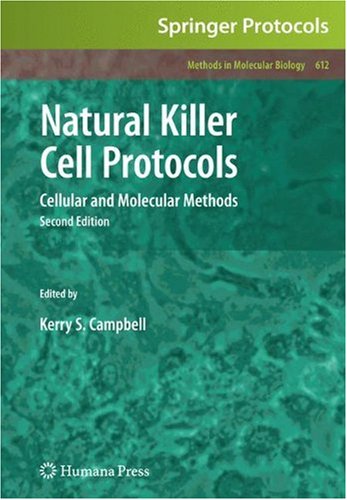 Springer Protocols
Methods in Molecular Biology 612
Natural Killer
Cell Protocols
Cellular and Molecular Methods
Second Edition
Edited by
Kerry S. Campbell
Humana Press